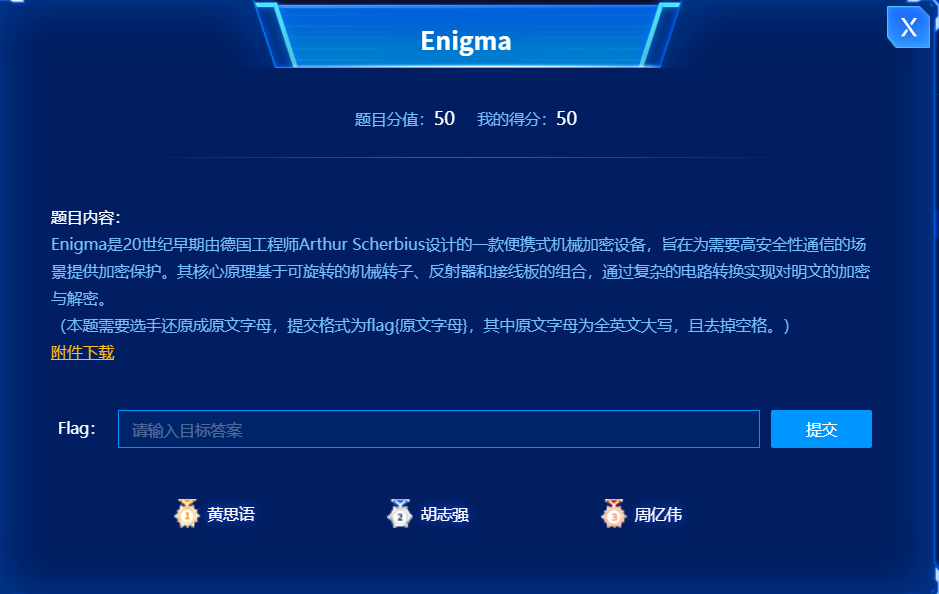 Enigma
X
题目分值：50 我的得分：50
题目内容：
Enigma是20世纪早期由德国工程师Arthur Scherbius设计的一款便携式机械加密设备，旨在为需要高安全性通信的场
景提供加密保护。其核心原理基于可旋转的机械转子、反射器和接线板的组合，通过复杂的电路转换实现对明文的加密
与解密。
（本题需要选手还原成原文字母，提交格式为flag{原文字母}，其中原文字母为全英文大写，且去掉空格。）
附件下载
Flag： 请输入目标答案 提交
1 黄思语 2 胡志强 3 周亿伟